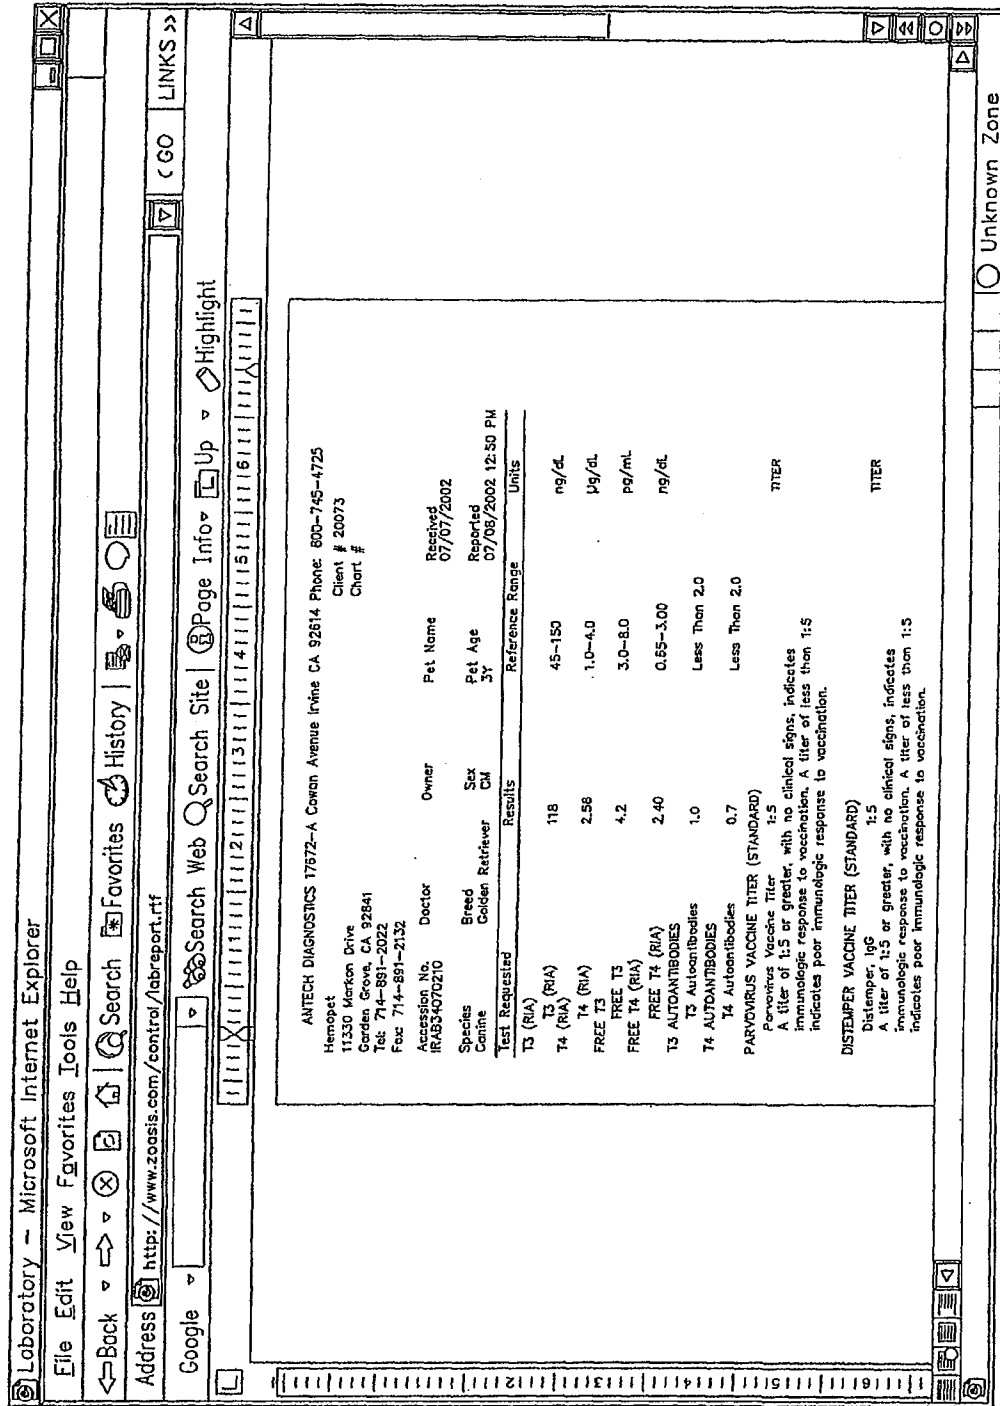 Laboratory – Microsoft Internet Explorer
File Edit View Favorites Tools Help
Back Search Favorites History
Address http://www.zoasis.com/control/labreport.rtf GO LINKS >>
Google Search Web Search Site Page Info Up Highlight
1 2 3 4 5 6
ANTECH DIAGNOSTICS 17672-A Cowan Avenue Irvine CA 92614 Phone: 800-745-4725
Hemopet Client # 20073
11330 Markon Drive Chart #
Garden Grove, CA 92841
Tel: 714-891-2022
Fax: 714-891-2132
Accession No. Doctor Owner Pet Name Received
IRAB34070210 07/07/2002
Species Breed Sex Pet Age Reported
Canine Golden Retriever CM 3Y 07/08/2002 12:50 PM
Test Requested Results Reference Range Units
T3 (RIA)
T3 (RIA) 118 45-150 ng/dL
T4 (RIA)
T4 (RIA) 2.58 1.0-4.0 µg/dL
FREE T3
FREE T3 4.2 3.0-8.0 pg/mL
FREE T4 (RIA)
FREE T4 (RIA) 2.40 0.65-3.00 ng/dL
T3 AUTOANTIBODIES
T3 Autoantibodies 1.0 Less Than 2.0
T4 AUTOANTIBODIES
T4 Autoantibodies 0.7 Less Than 2.0
PARVOVIRUS VACCINE TITER (STANDARD)
Parvovirus Vaccine Titer 1:5 TITER
A titer of 1:5 or greater, with no clinical signs, indicates
immunologic response to vaccination. A titer of less than 1:5
indicates poor immunologic response to vaccination.
DISTEMPER VACCINE TITER (STANDARD)
Distemper, IgG 1:5 TITER
A titer of 1:5 or greater, with no clinical signs, indicates
immunologic response to vaccination. A titer of less than 1:5
indicates poor immunologic response to vaccination.
Unknown Zone